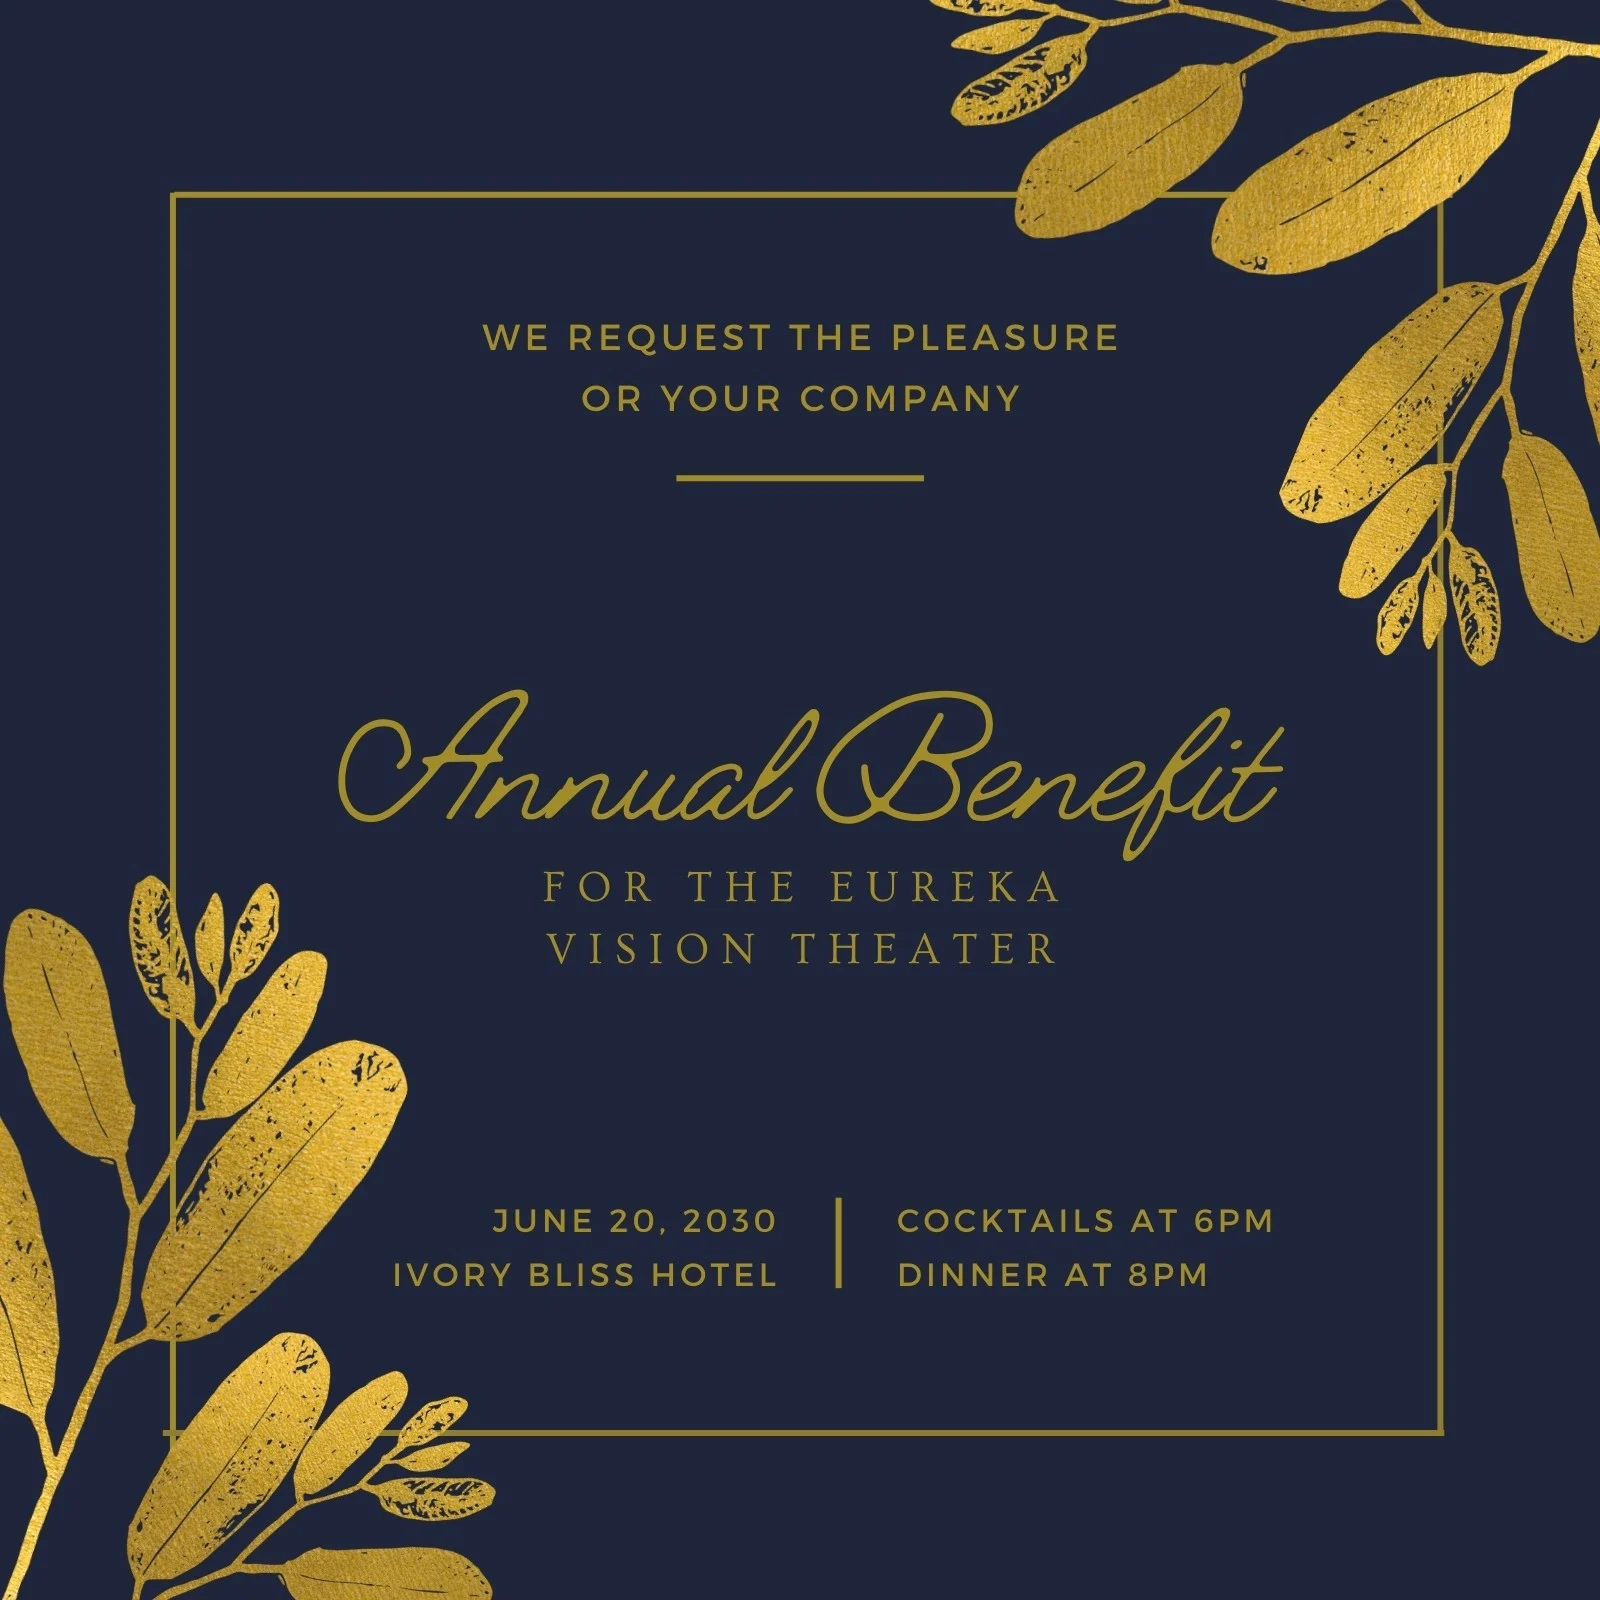 WE REQUEST THE PLEASURE
OR YOUR COMPANY
Annual Benefit
FOR THE EUREKA
VISION THEATER
JUNE 20, 2030
IVORY BLISS HOTEL
COCKTAILS AT 6PM
DINNER AT 8PM